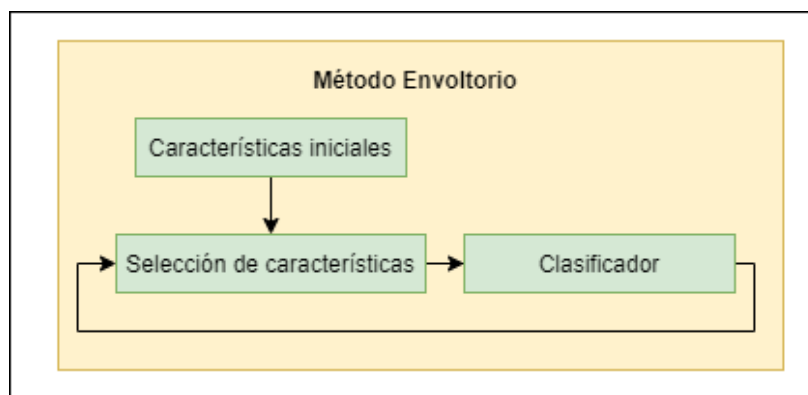 Método Envoltorio
Características iniciales
Selección de características
Clasificador